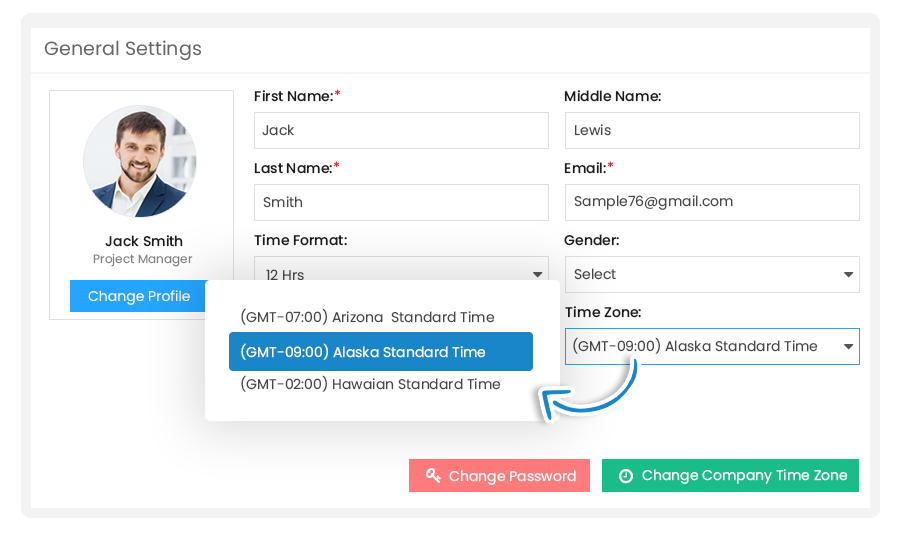 General Settings
First Name:*
Middle Name:
Jack
Lewis
Last Name:*
Email:*
Smith
Sample76@gmail.com
Jack Smith
Project Manager
Change Profile
Time Format:
Gender:
12 Hrs
Select
Time Zone:
(GMT-09:00) Alaska Standard Time
(GMT-07:00) Arizona  Standard Time
(GMT-09:00) Alaska Standard Time
(GMT-02:00) Hawaian Standard Time
Change Password
Change Company Time Zone